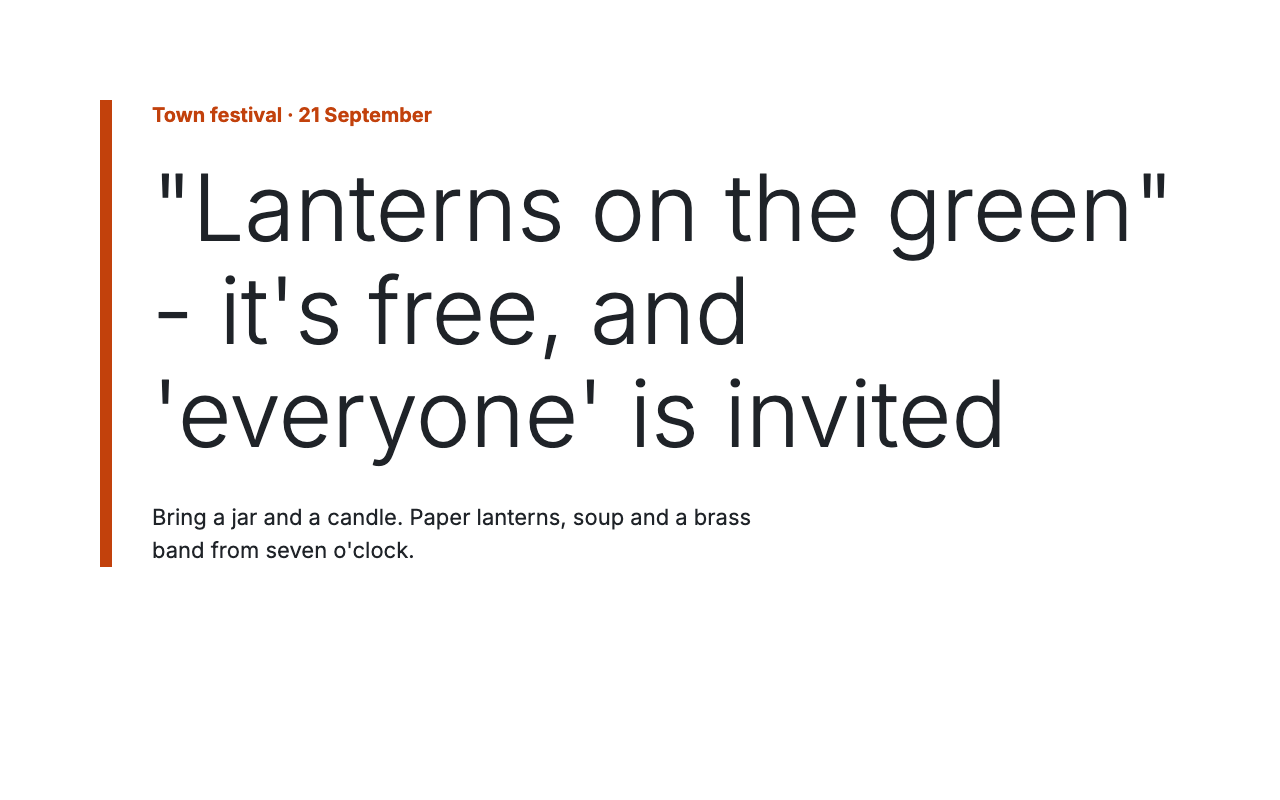 Town festival · 21 September
"Lanterns on the green"
- it's free, and
'everyone' is invited
Bring a jar and a candle. Paper lanterns, soup and a brass
band from seven o'clock.